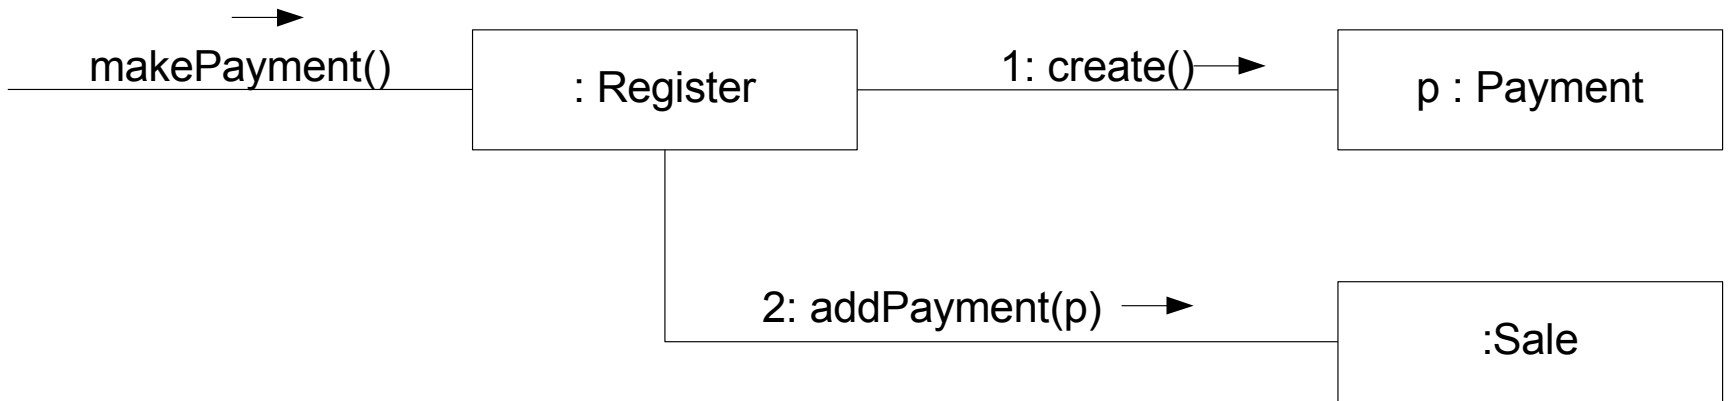 makePayment()
: Register
1: create()
p : Payment
2: addPayment(p)
:Sale